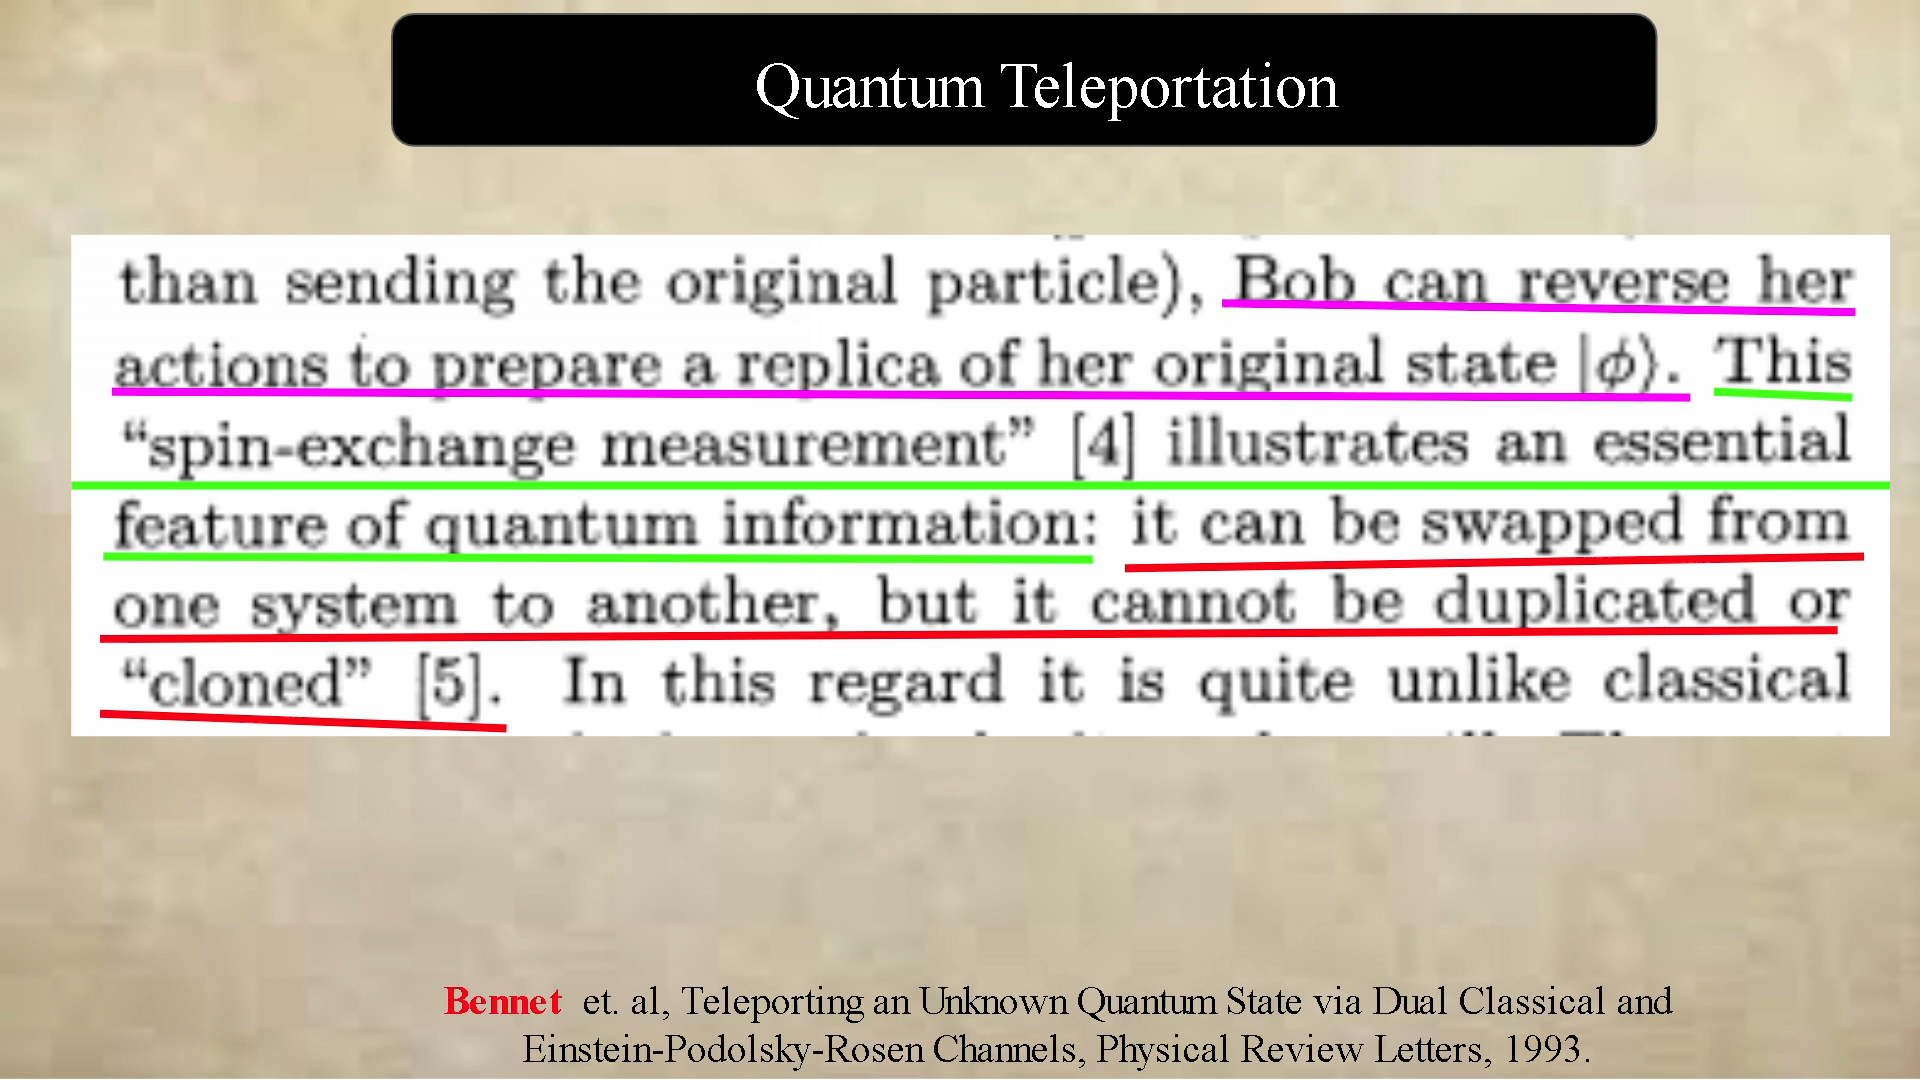 Quantum Teleportation
than sending the original particle), Bob can reverse her
actions to prepare a replica of her original state |ϕ⟩. This
“spin-exchange measurement” [4] illustrates an essential
feature of quantum information: it can be swapped from
one system to another, but it cannot be duplicated or
“cloned” [5]. In this regard it is quite unlike classical
Bennet et. al, Teleporting an Unknown Quantum State via Dual Classical and
Einstein-Podolsky-Rosen Channels, Physical Review Letters, 1993.